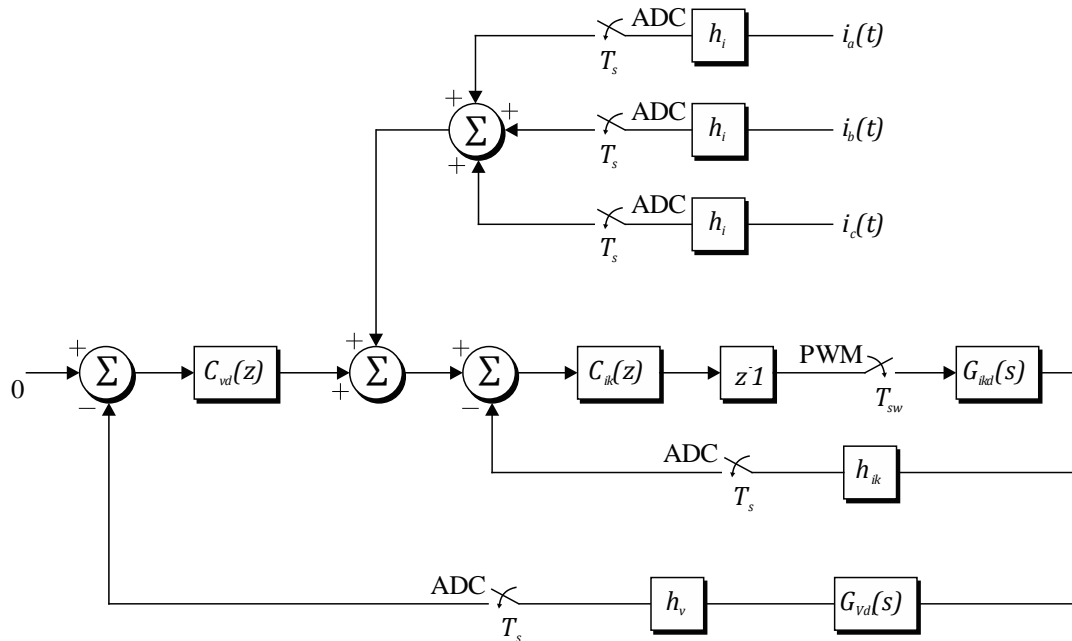 ADC h_i i_a(t)
T_s
+ + Σ + ADC h_i i_b(t)
T_s
ADC h_i i_c(t)
T_s
0 + Σ − C_vd(z) + + Σ + Σ − C_ik(z) z^-1 PWM T_sw G_ikd(s)
ADC T_s h_ik
ADC T_s h_v G_Vd(s)